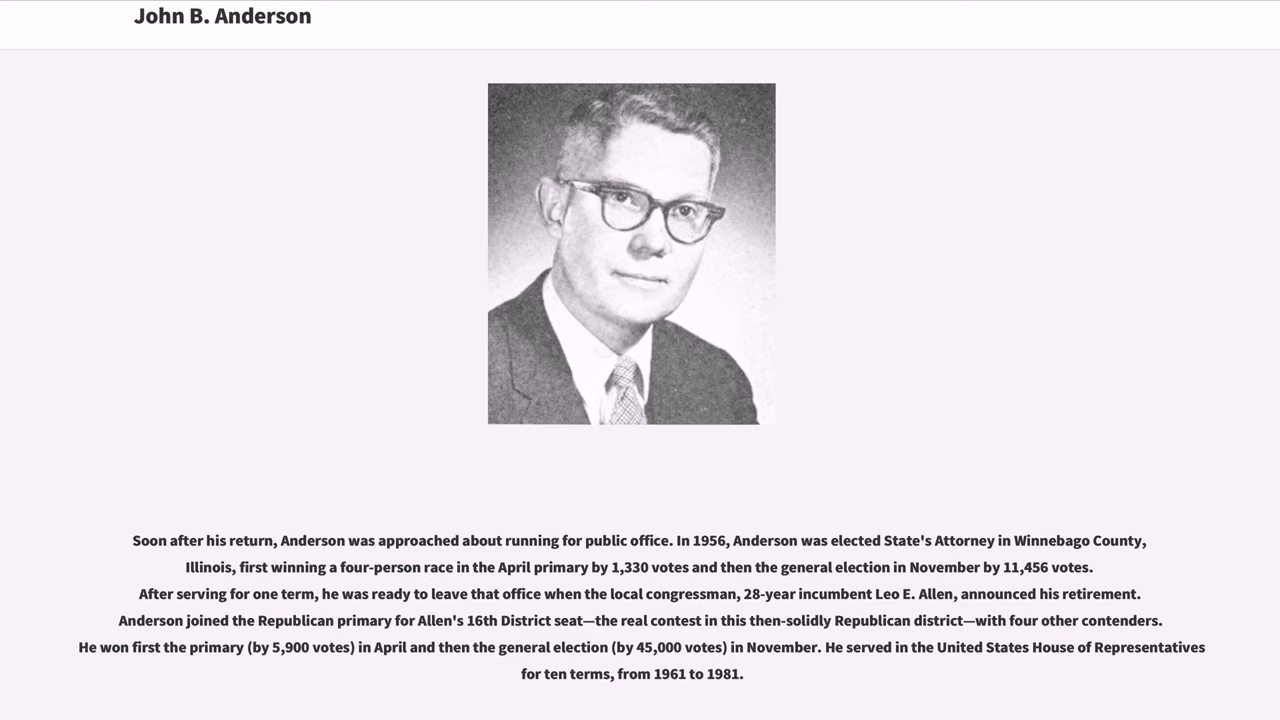 John B. Anderson
Soon after his return, Anderson was approached about running for public office. In 1956, Anderson was elected State's Attorney in Winnebago County,
Illinois, first winning a four-person race in the April primary by 1,330 votes and then the general election in November by 11,456 votes.
After serving for one term, he was ready to leave that office when the local congressman, 28-year incumbent Leo E. Allen, announced his retirement.
Anderson joined the Republican primary for Allen's 16th District seat—the real contest in this then-solidly Republican district—with four other contenders.
He won first the primary (by 5,900 votes) in April and then the general election (by 45,000 votes) in November. He served in the United States House of Representatives
for ten terms, from 1961 to 1981.